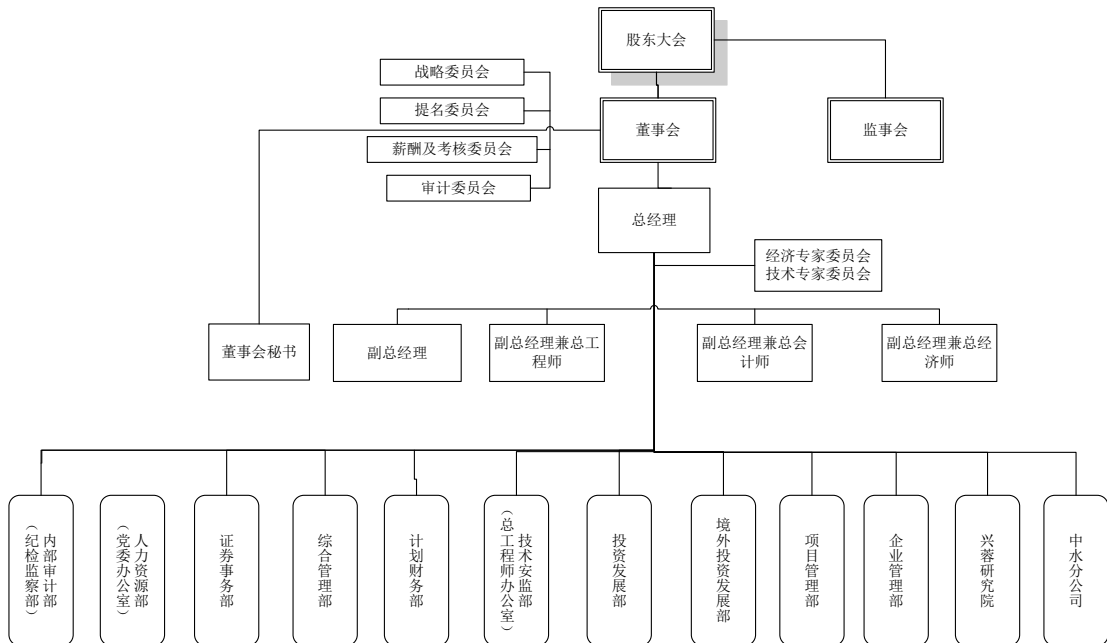 股东大会
战略委员会
提名委员会
董事会
监事会
薪酬及考核委员会
审计委员会
总经理
经济专家委员会
技术专家委员会
董事会秘书
副总经理
副总经理兼总工
程师
副总经理兼总会
计师
副总经理兼总经
济师
内部审计部
（纪检监察部）
人力资源部
（党委办公室）
证券事务部
综合管理部
计划财务部
技术安监部
（总工程师办公室）
投资发展部
境外投资发展部
项目管理部
企业管理部
兴蓉研究院
中水分公司